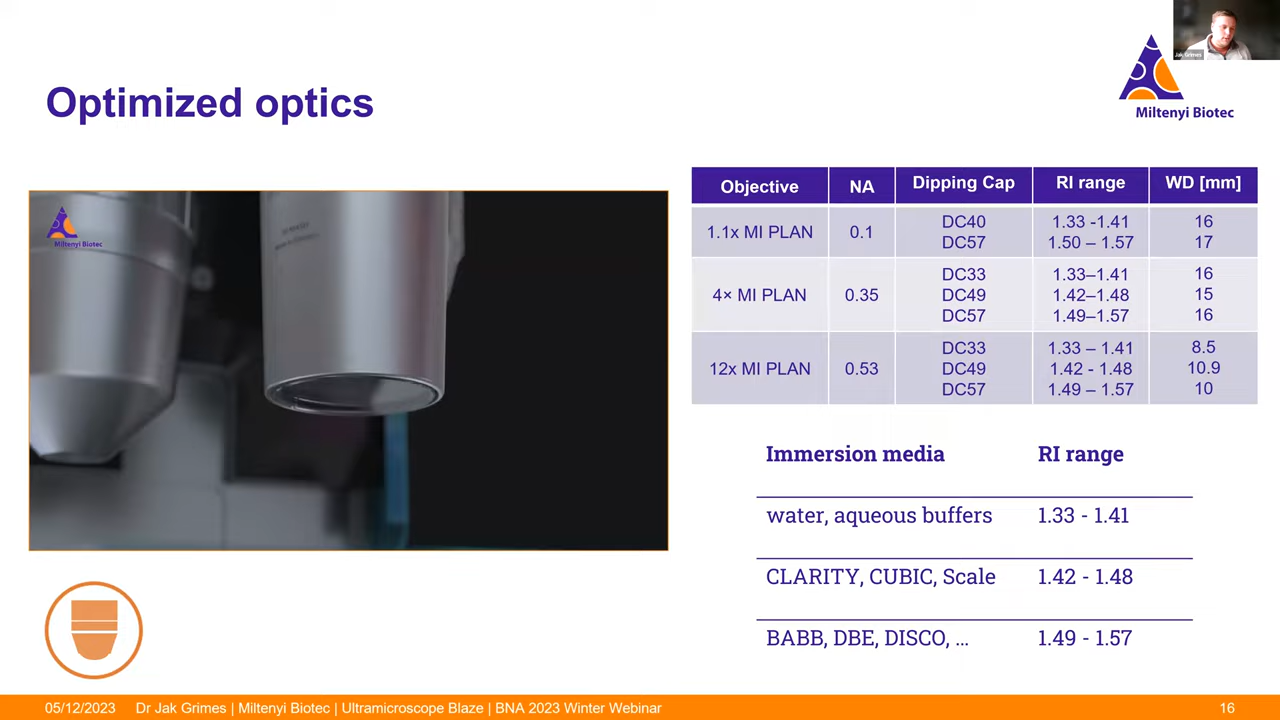 Jak Grimes
Miltenyi Biotec
Optimized optics
Miltenyi Biotec
Objective NA Dipping Cap RI range WD [mm]
1.1x MI PLAN 0.1 DC40 1.33 -1.41 16
DC57 1.50 – 1.57 17
4× MI PLAN 0.35 DC33 1.33–1.41 16
DC49 1.42–1.48 15
DC57 1.49–1.57 16
12x MI PLAN 0.53 DC33 1.33 – 1.41 8.5
DC49 1.42 - 1.48 10.9
DC57 1.49 – 1.57 10
Immersion media RI range
water, aqueous buffers 1.33 - 1.41
CLARITY, CUBIC, Scale 1.42 - 1.48
BABB, DBE, DISCO, ... 1.49 - 1.57
05/12/2023 Dr Jak Grimes | Miltenyi Biotec | Ultramicroscope Blaze | BNA 2023 Winter Webinar 16